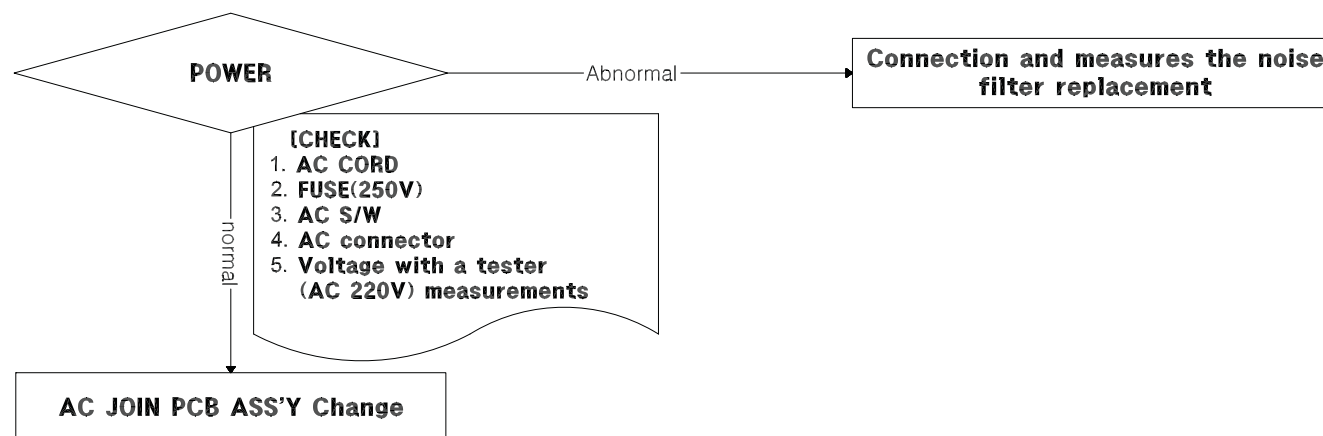 POWER
Abnormal
Connection and measures the noise
filter replacement
[CHECK]
1. AC CORD
2. FUSE(250V)
3. AC S/W
4. AC connector
5. Voltage with a tester
(AC 220V) measurements
normal
AC JOIN PCB ASS'Y Change